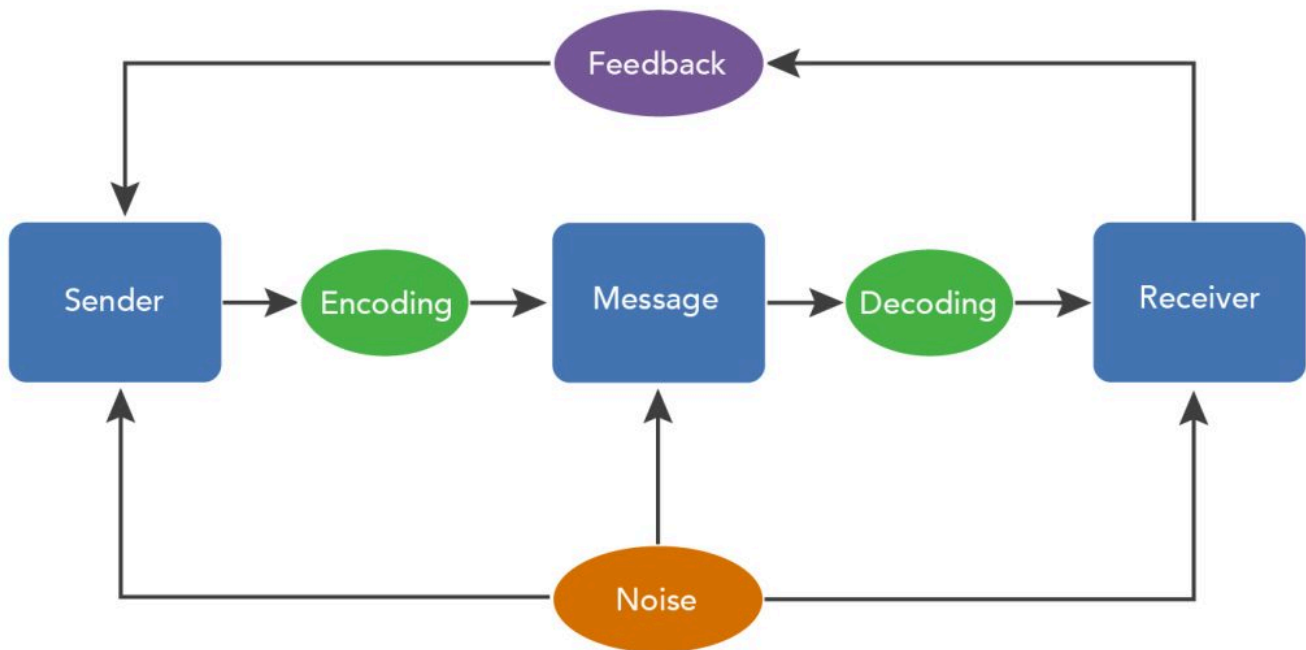 Feedback
Sender
Encoding
Message
Decoding
Receiver
Noise